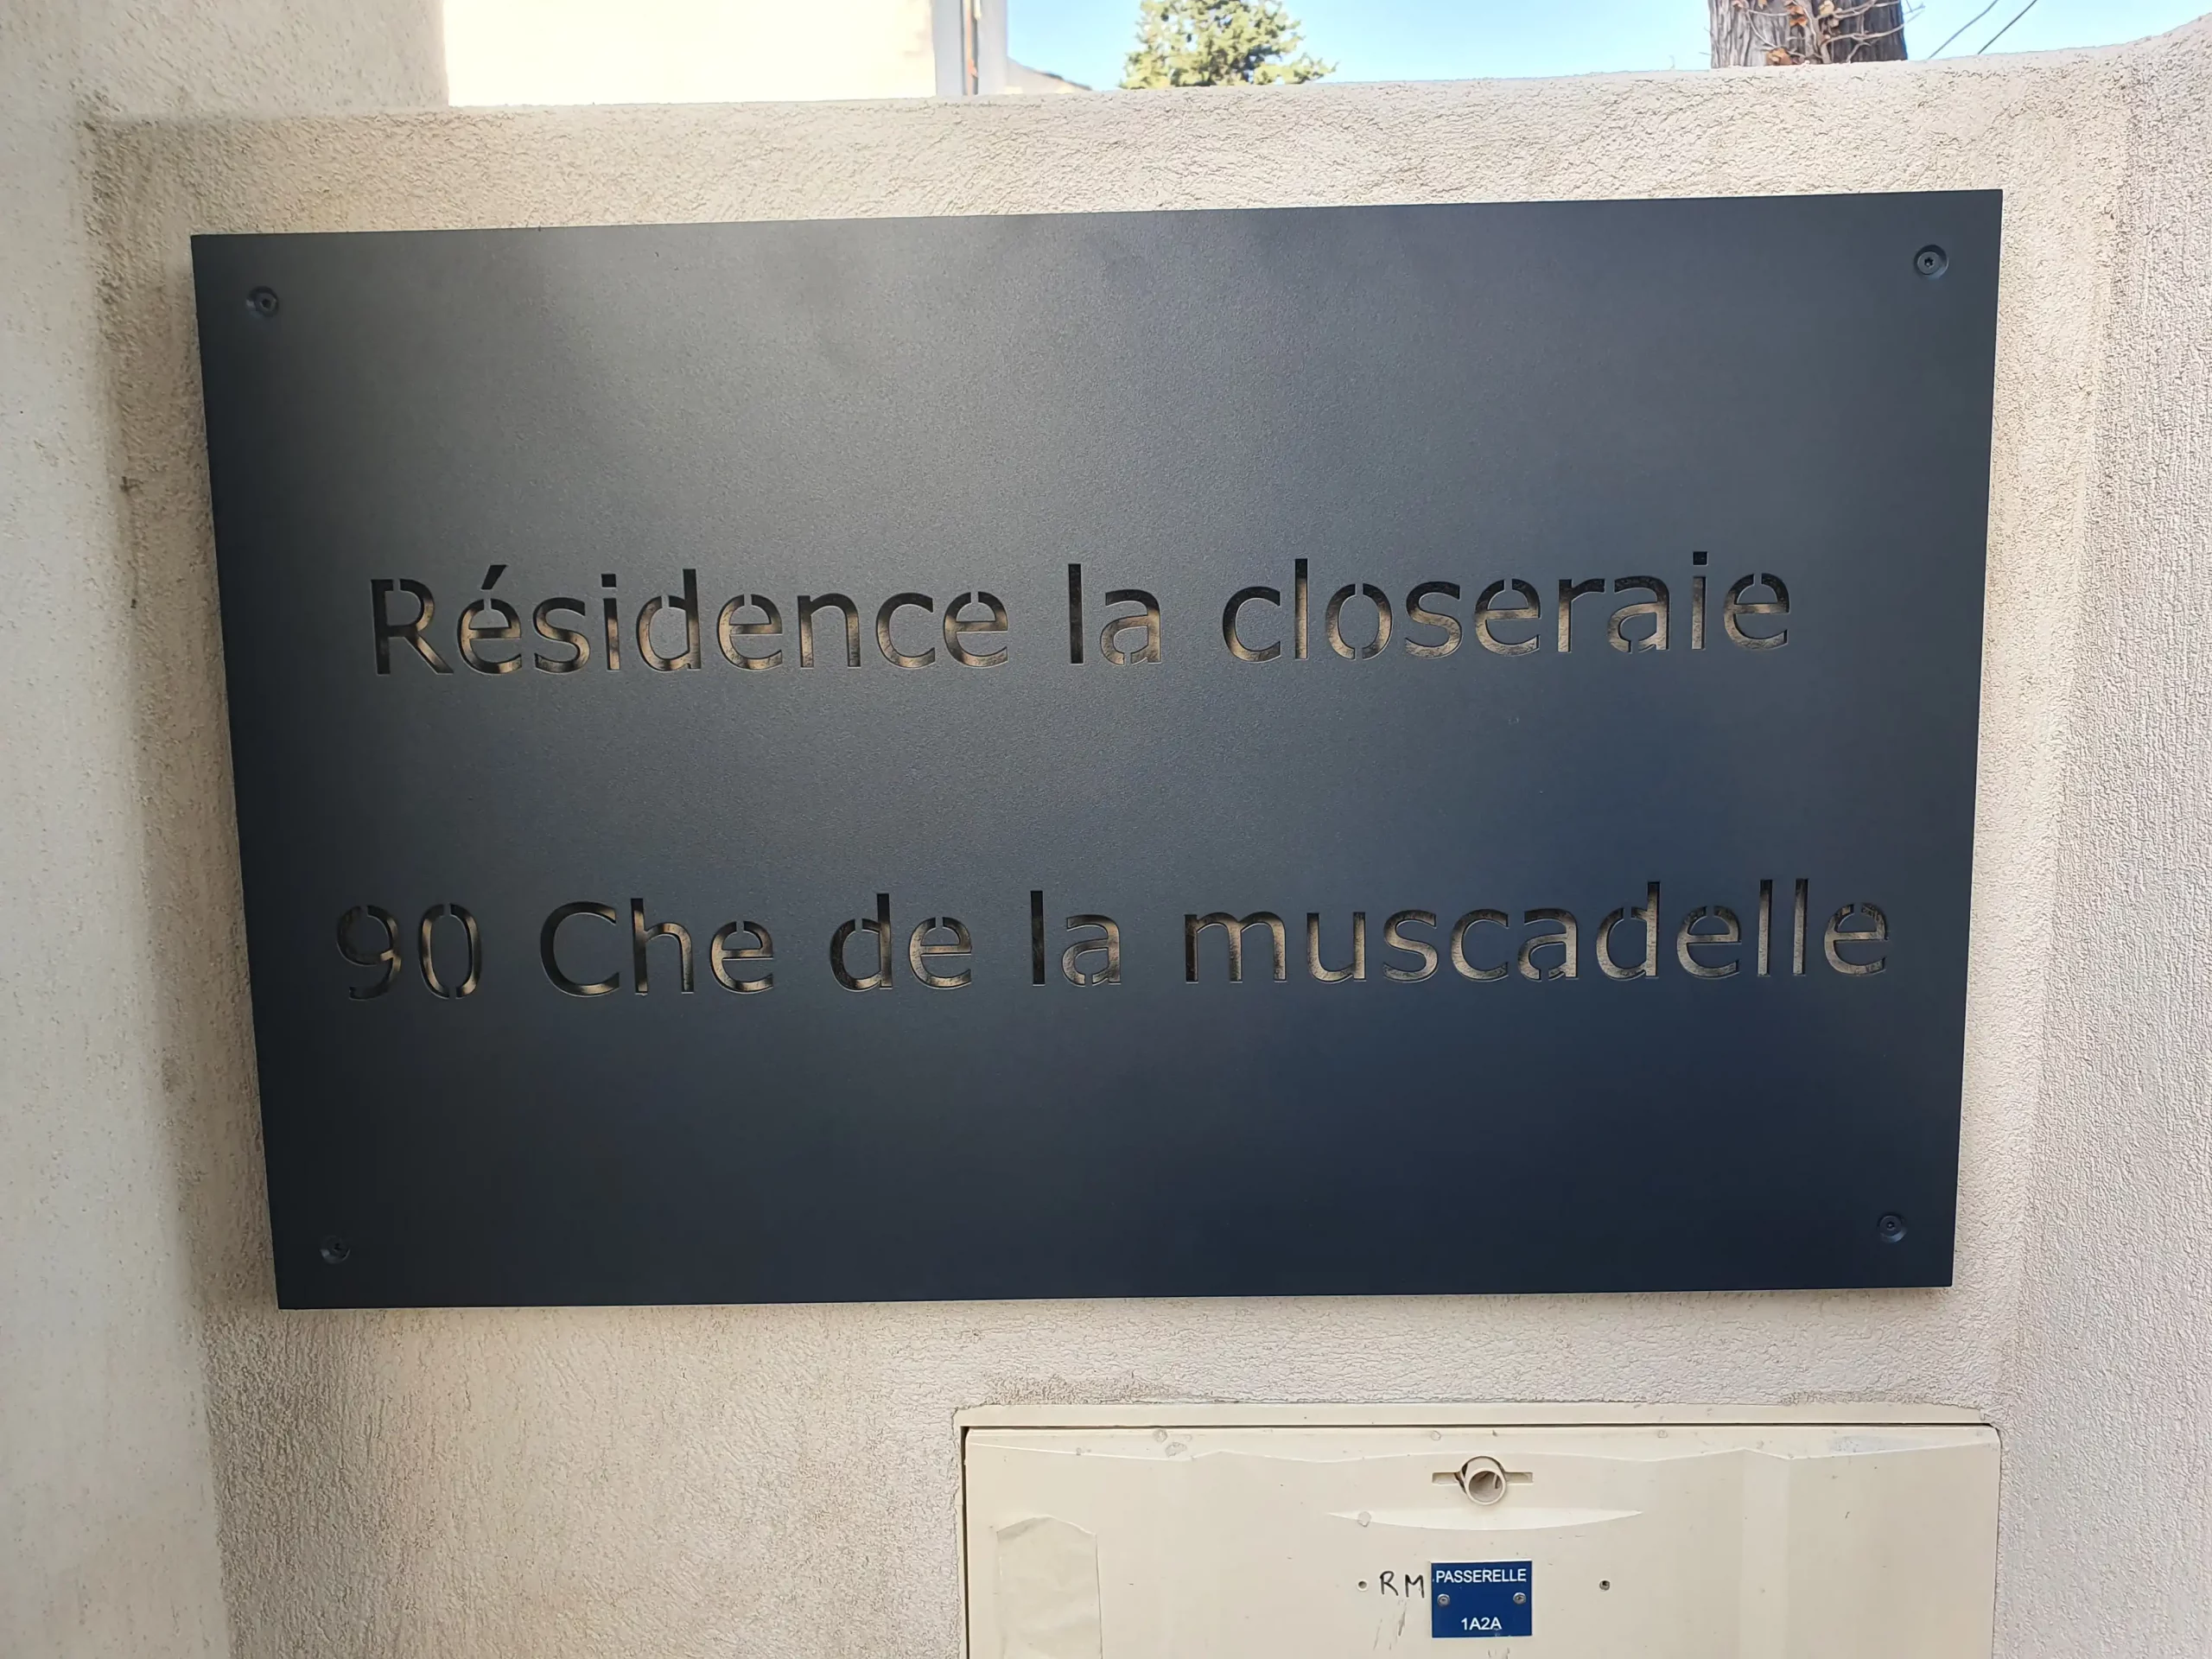 Résidence la closeraie
90 Che de la muscadelle
RM
PASSERELLE
1A2A